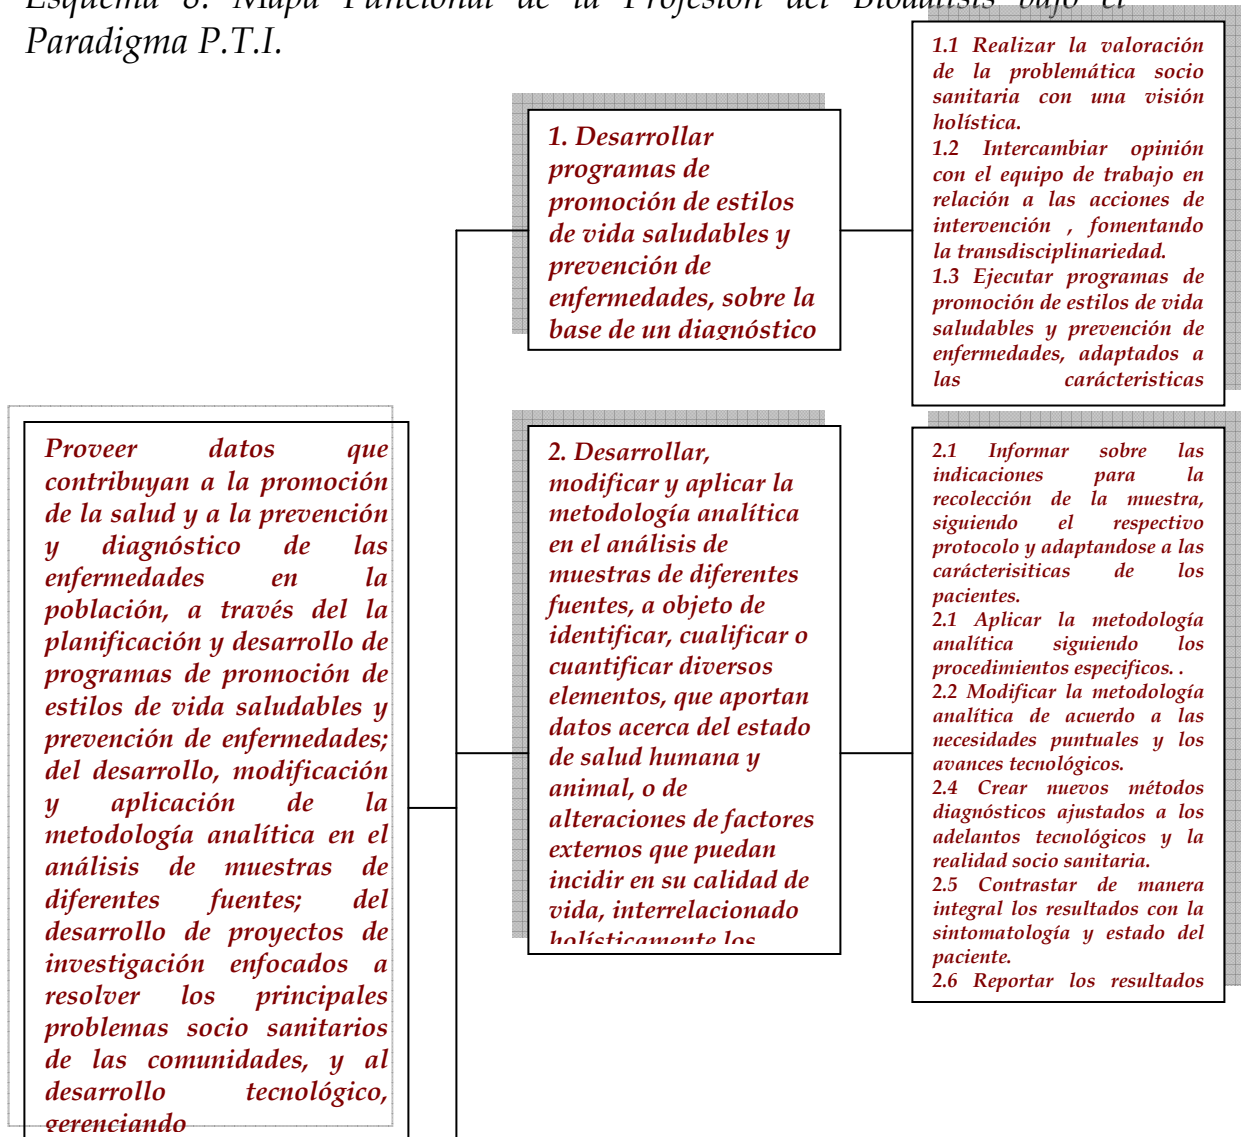 Esquema 8. Mapa Funcional de la Profesión del Bioanálisis bajo el
Paradigma P.T.I.
1.1 Realizar la valoración
de la problemática socio
sanitaria con una visión
holística.
1.2 Intercambiar opinión
con el equipo de trabajo en
relación a las acciones de
intervención , fomentando
la transdisciplinariedad.
1.3 Ejecutar programas de
promoción de estilos de vida
saludables y prevención de
enfermedades, adaptados a
las carácteristicas
1. Desarrollar
programas de
promoción de estilos
de vida saludables y
prevención de
enfermedades, sobre la
base de un diagnóstico
Proveer datos que
contribuyan a la promoción
de la salud y a la prevención
y diagnóstico de las
enfermedades en la
población, a través del la
planificación y desarrollo de
programas de promoción de
estilos de vida saludables y
prevención de enfermedades;
del desarrollo, modificación
y aplicación de la
metodología analítica en el
análisis de muestras de
diferentes fuentes; del
desarrollo de proyectos de
investigación enfocados a
resolver los principales
problemas socio sanitarios
de las comunidades, y al
desarrollo tecnológico,
gerenciando
2. Desarrollar,
modificar y aplicar la
metodología analítica
en el análisis de
muestras de diferentes
fuentes, a objeto de
identificar, cualificar o
cuantificar diversos
elementos, que aportan
datos acerca del estado
de salud humana y
animal, o de
alteraciones de factores
externos que puedan
incidir en su calidad de
vida, interrelacionado
holísticamente los
2.1 Informar sobre las
indicaciones para la
recolección de la muestra,
siguiendo el respectivo
protocolo y adaptandose a las
carácterisiticas de los
pacientes.
2.1 Aplicar la metodología
analítica siguiendo los
procedimientos especificos. .
2.2 Modificar la metodología
analítica de acuerdo a las
necesidades puntuales y los
avances tecnológicos.
2.4 Crear nuevos métodos
diagnósticos ajustados a los
adelantos tecnológicos y la
realidad socio sanitaria.
2.5 Contrastar de manera
integral los resultados con la
sintomatología y estado del
paciente.
2.6 Reportar los resultados